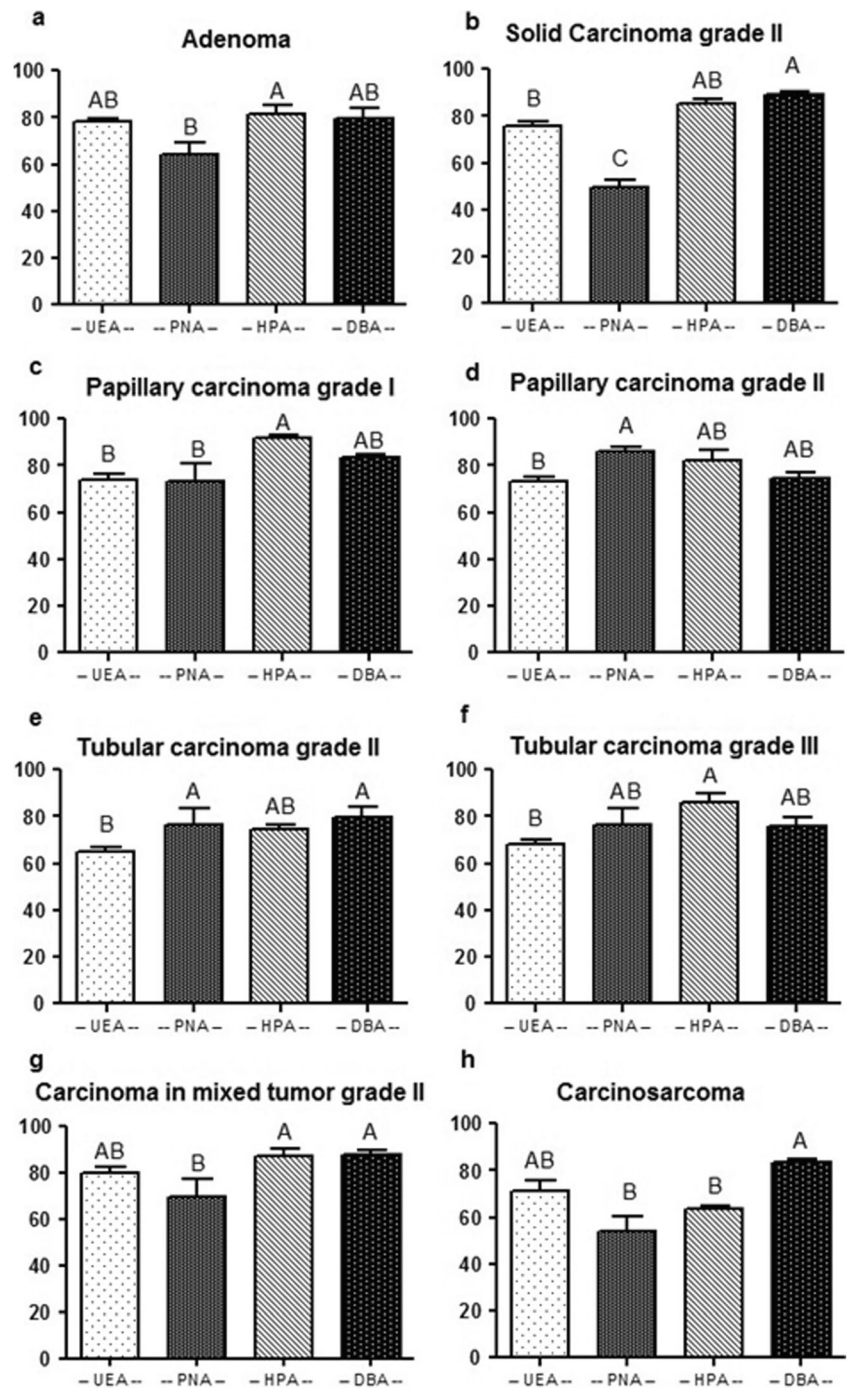 a
Adenoma
100
80
60
40
20
0
AB
B
A
AB
– UEA --
-- PNA –
– HPA --
– DBA --
b
Solid Carcinoma grade II
100
80
60
40
20
0
B
C
AB
A
– UEA --
-- PNA –
– HPA --
– DBA --
c
Papillary carcinoma grade I
100
80
60
40
20
0
B
B
A
AB
– UEA --
-- PNA –
– HPA --
– DBA --
d
Papillary carcinoma grade II
100
80
60
40
20
0
B
A
AB
AB
– UEA --
-- PNA –
– HPA --
– DBA --
e
Tubular carcinoma grade II
100
80
60
40
20
0
B
A
AB
A
– UEA --
-- PNA –
– HPA --
– DBA --
f
Tubular carcinoma grade III
100
80
60
40
20
0
B
AB
A
AB
– UEA --
-- PNA –
– HPA --
– DBA --
g
Carcinoma in mixed tumor grade II
100
80
60
40
20
0
AB
B
A
A
– UEA --
-- PNA –
– HPA --
– DBA --
h
Carcinosarcoma
100
80
60
40
20
0
AB
B
B
A
– UEA --
-- PNA –
– HPA --
– DBA --